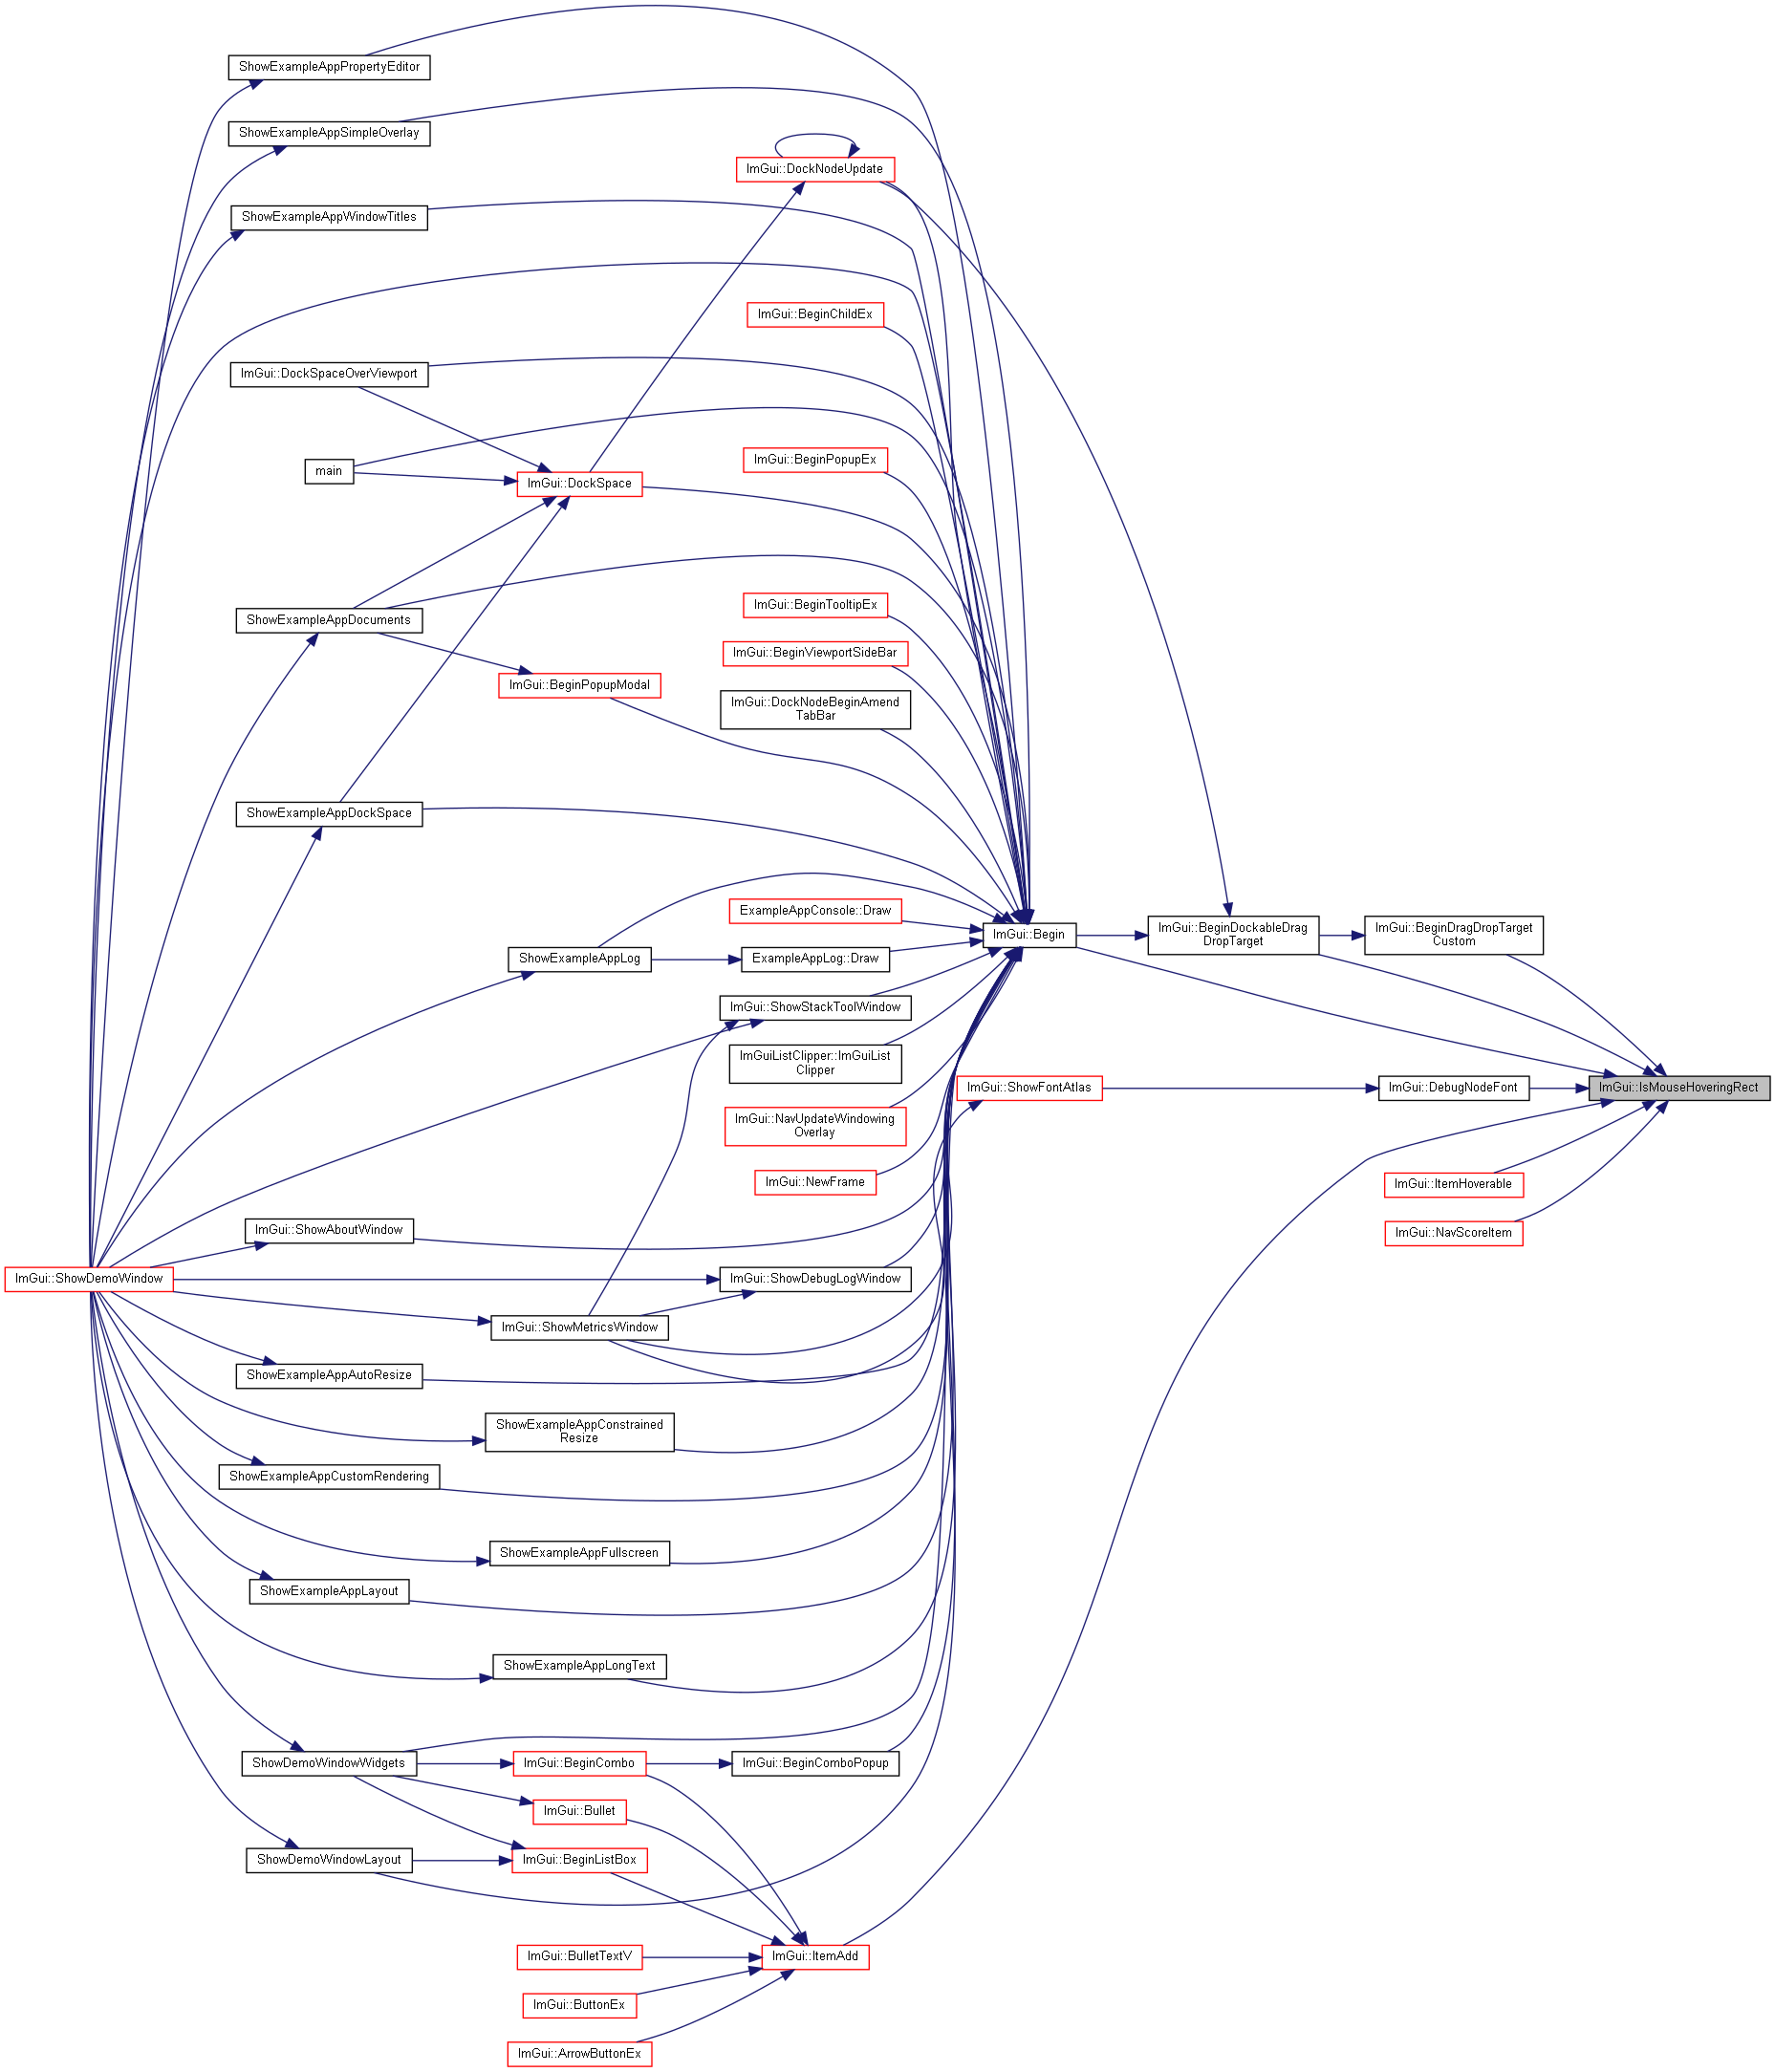 ShowExampleAppPropertyEditor
ShowExampleAppSimpleOverlay
ImGui::DockNodeUpdate
ShowExampleAppWindowTitles
ImGui::BeginChildEx
ImGui::DockSpaceOverViewport
ImGui::BeginPopupEx
main
ImGui::DockSpace
ImGui::BeginTooltipEx
ShowExampleAppDocuments
ImGui::BeginViewportSideBar
ImGui::BeginPopupModal
ImGui::DockNodeBeginAmend
TabBar
ShowExampleAppDockSpace
ExampleAppConsole::Draw
ImGui::Begin
ImGui::BeginDockableDrag
DropTarget
ImGui::BeginDragDropTarget
Custom
ShowExampleAppLog
ExampleAppLog::Draw
ImGui::ShowStackToolWindow
ImGuiListClipper::ImGuiList
Clipper
ImGui::ShowFontAtlas
ImGui::DebugNodeFont
ImGui::IsMouseHoveringRect
ImGui::NavUpdateWindowing
Overlay
ImGui::NewFrame
ImGui::ItemHoverable
ImGui::ShowAboutWindow
ImGui::NavScoreItem
ImGui::ShowDemoWindow
ImGui::ShowDebugLogWindow
ImGui::ShowMetricsWindow
ShowExampleAppAutoResize
ShowExampleAppConstrained
Resize
ShowExampleAppCustomRendering
ShowExampleAppFullscreen
ShowExampleAppLayout
ShowExampleAppLongText
ShowDemoWindowWidgets
ImGui::BeginCombo
ImGui::BeginComboPopup
ImGui::Bullet
ShowDemoWindowLayout
ImGui::BeginListBox
ImGui::BulletTextV
ImGui::ItemAdd
ImGui::ButtonEx
ImGui::ArrowButtonEx